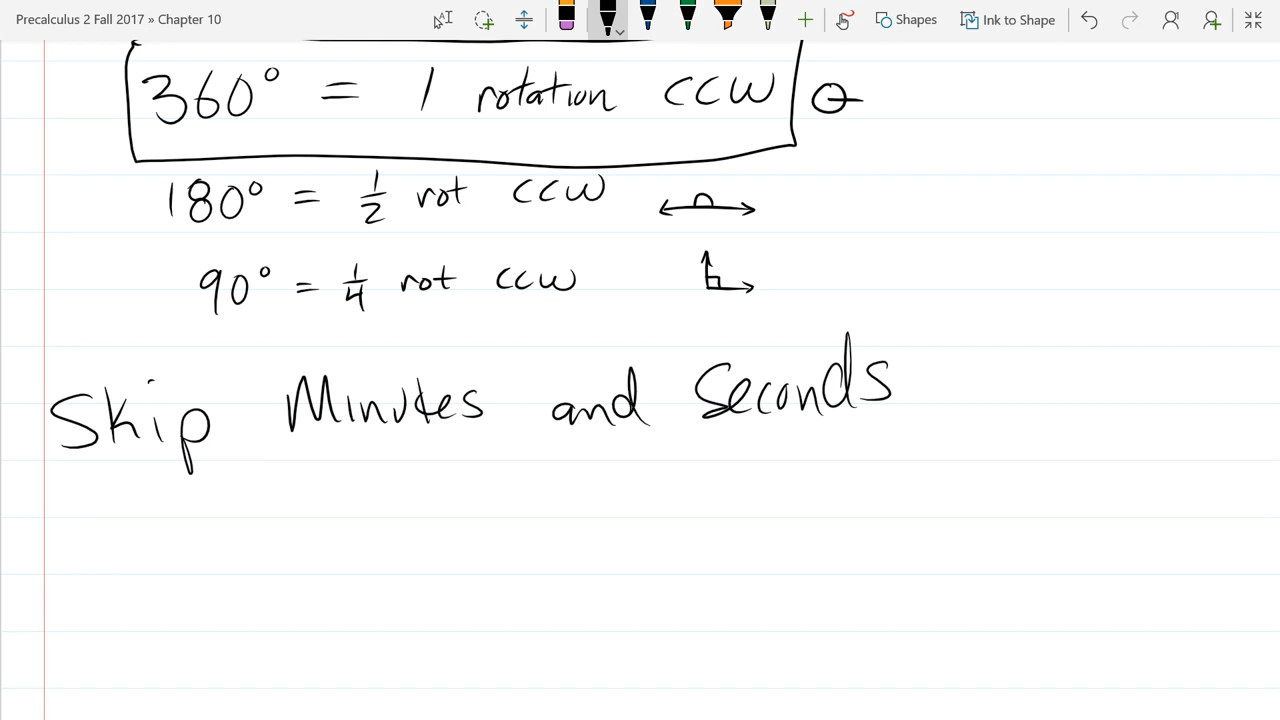 Precalculus 2 Fall 2017 » Chapter 10
Shapes
Ink to Shape
360° = 1 rotation CCW
180° = 1/2 rot CCW
90° = 1/4 rot CCW
Skip Minutes and Seconds